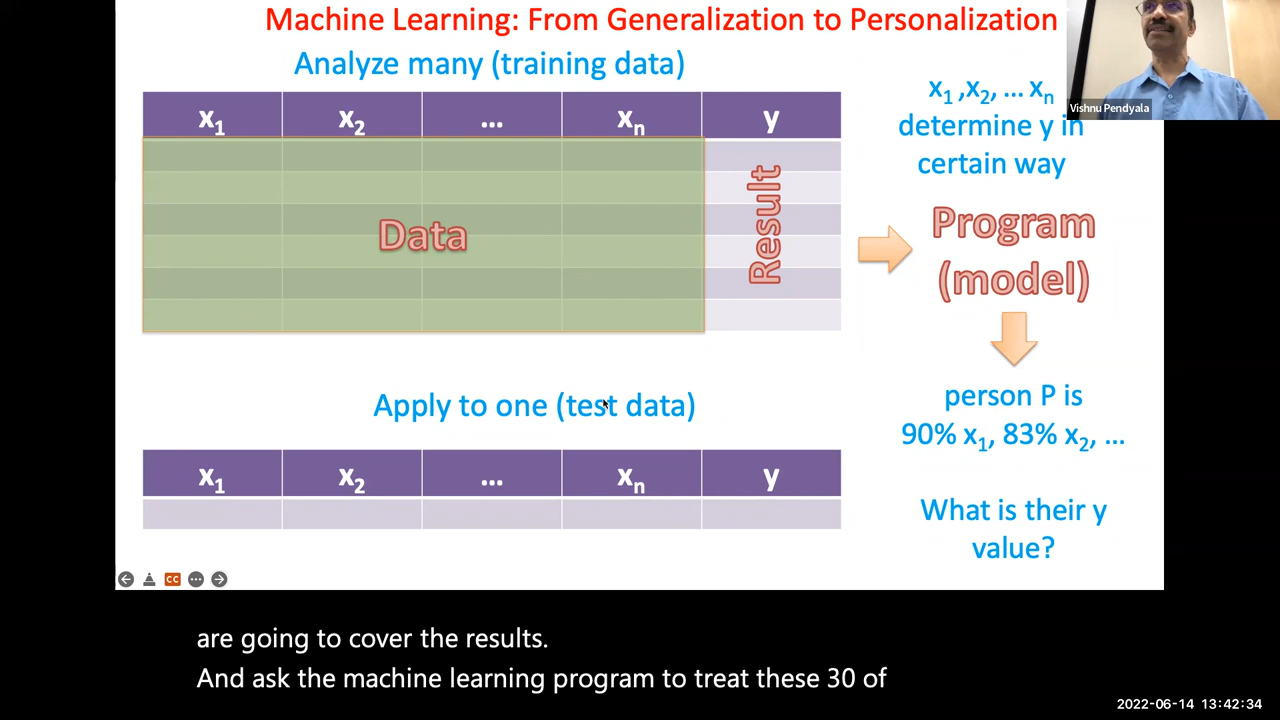 Machine Learning: From Generalization to Personalization
Analyze many (training data)
x1 x2 ... xn y
Data
Result
x1 ,x2, ... xn
determine y in
certain way
Program
(model)
Vishnu Pendyala
Apply to one (test data)
x1 x2 ... xn y
person P is
90% x1, 83% x2, ...
What is their y
value?
CC
are going to cover the results.
And ask the machine learning program to treat these 30 of
2022-06-14 13:42:34